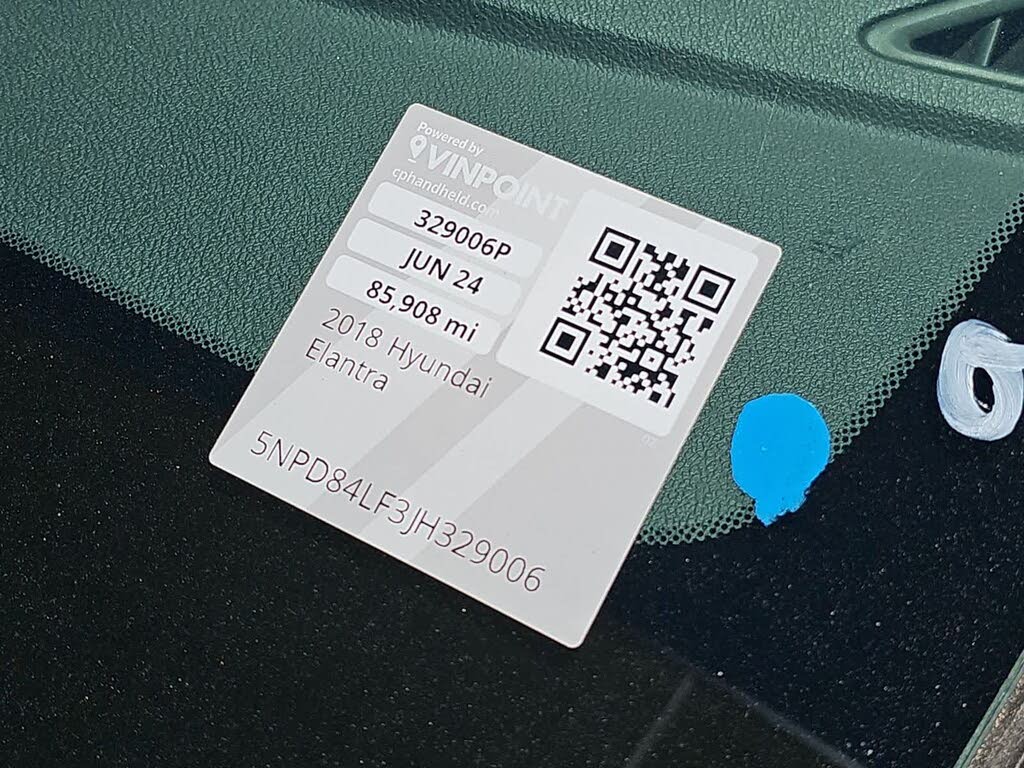 Powered by
VINPOINT
cphandheld.com
329006P
JUN 24
85,908 mi
2018 Hyundai
Elantra
5NPD84LF3JH329006